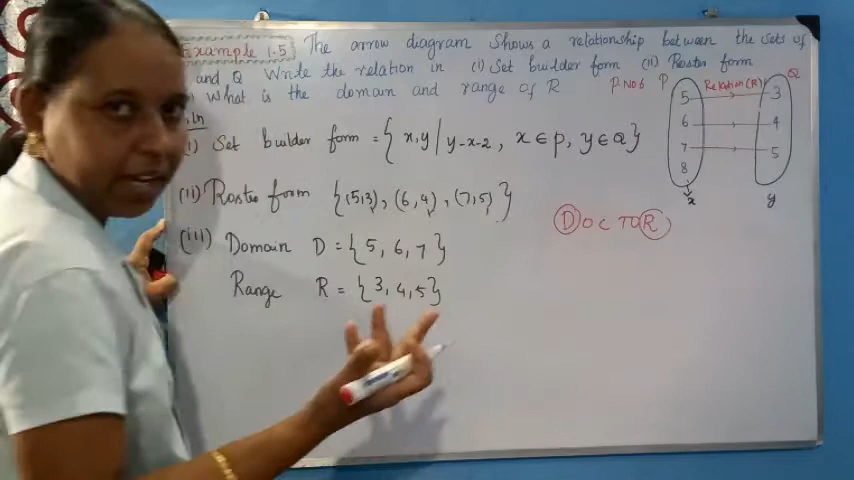 Example 1.5 The arrow diagram shows a relationship between the sets of
and Q Write the relation in (i) Set builder form (ii) Roster form
What is the domain and range of R P NO 6
P Relation (R) Q
5 3
6 4
7 5
8
x y
(i) Set builder form = { x,y / y-x-2, x ∈ p, y ∈ Q }
(ii) Roster form {(5,3), (6,4), (7,5)}
DOCTOR
(iii) Domain D = {5, 6, 7}
Range R = {3, 4, 5}